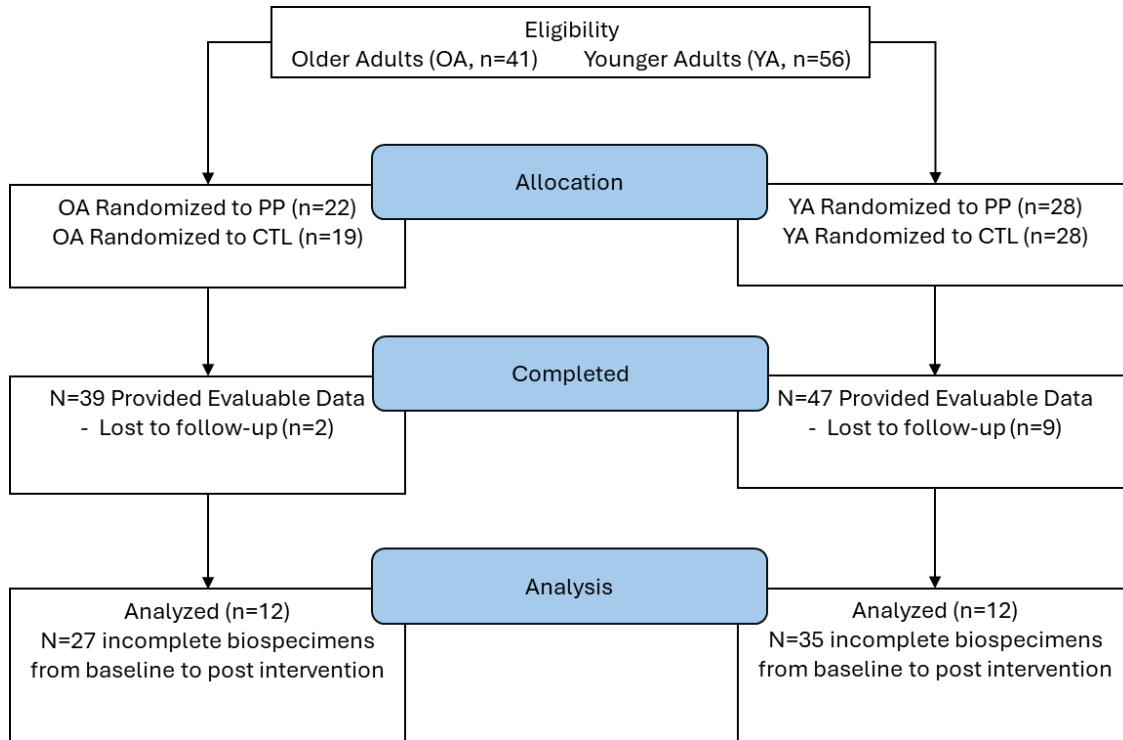 Eligibility
Older Adults (OA, n=41) Younger Adults (YA, n=56)
Allocation
OA Randomized to PP (n=22)
OA Randomized to CTL (n=19)
YA Randomized to PP (n=28)
YA Randomized to CTL (n=28)
Completed
N=39 Provided Evaluable Data
- Lost to follow-up (n=2)
N=47 Provided Evaluable Data
- Lost to follow-up (n=9)
Analysis
Analyzed (n=12)
N=27 incomplete biospecimens
from baseline to post intervention
Analyzed (n=12)
N=35 incomplete biospecimens
from baseline to post intervention